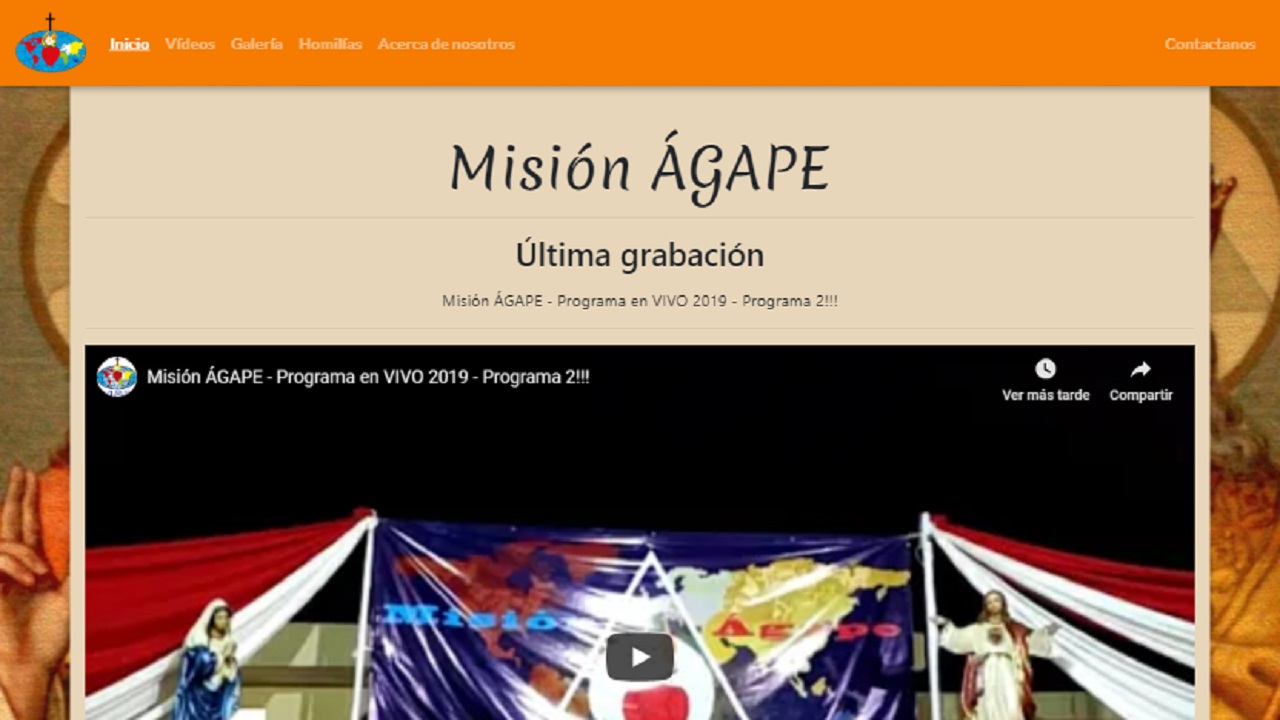 Inicio Vídeos Galería Homilías Acerca de nosotros Contactanos
Misión ÁGAPE
Última grabación
Misión ÁGAPE - Programa en VIVO 2019 - Programa 2!!!
Misión ÁGAPE - Programa en VIVO 2019 - Programa 2!!!
Ver más tarde Compartir
Misió Ágape